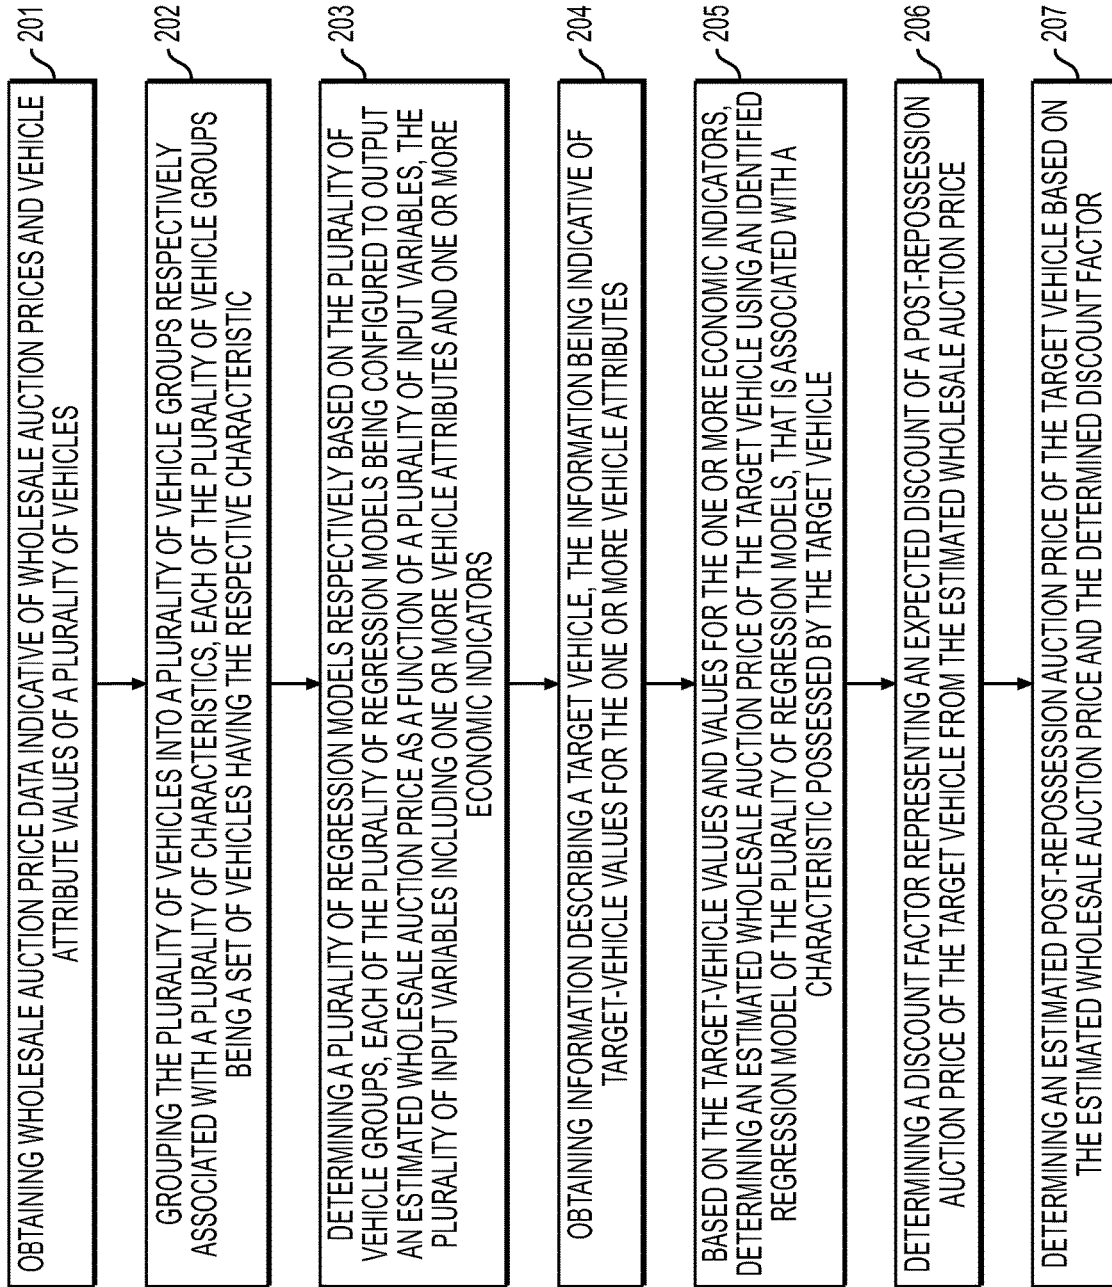 OBTAINING WHOLESALE AUCTION PRICE DATA INDICATIVE OF WHOLESALE AUCTION PRICES AND VEHICLE
ATTRIBUTE VALUES OF A PLURALITY OF VEHICLES
201
GROUPING THE PLURALITY OF VEHICLES INTO A PLURALITY OF VEHICLE GROUPS RESPECTIVELY
ASSOCIATED WITH A PLURALITY OF CHARACTERISTICS, EACH OF THE PLURALITY OF VEHICLE GROUPS
BEING A SET OF VEHICLES HAVING THE RESPECTIVE CHARACTERISTIC
202
DETERMINING A PLURALITY OF REGRESSION MODELS RESPECTIVELY BASED ON THE PLURALITY OF
VEHICLE GROUPS, EACH OF THE PLURALITY OF REGRESSION MODELS BEING CONFIGURED TO OUTPUT
AN ESTIMATED WHOLESALE AUCTION PRICE AS A FUNCTION OF A PLURALITY OF INPUT VARIABLES, THE
PLURALITY OF INPUT VARIABLES INCLUDING ONE OR MORE VEHICLE ATTRIBUTES AND ONE OR MORE
ECONOMIC INDICATORS
203
OBTAINING INFORMATION DESCRIBING A TARGET VEHICLE, THE INFORMATION BEING INDICATIVE OF
TARGET-VEHICLE VALUES FOR THE ONE OR MORE VEHICLE ATTRIBUTES
204
BASED ON THE TARGET-VEHICLE VALUES AND VALUES FOR THE ONE OR MORE ECONOMIC INDICATORS,
DETERMINING AN ESTIMATED WHOLESALE AUCTION PRICE OF THE TARGET VEHICLE USING AN IDENTIFIED
REGRESSION MODEL OF THE PLURALITY OF REGRESSION MODELS, THAT IS ASSOCIATED WITH A
CHARACTERISTIC POSSESSED BY THE TARGET VEHICLE
205
DETERMINING A DISCOUNT FACTOR REPRESENTING AN EXPECTED DISCOUNT OF A POST-REPOSSESSION
AUCTION PRICE OF THE TARGET VEHICLE FROM THE ESTIMATED WHOLESALE AUCTION PRICE
206
DETERMINING AN ESTIMATED POST-REPOSSESSION AUCTION PRICE OF THE TARGET VEHICLE BASED ON
THE ESTIMATED WHOLESALE AUCTION PRICE AND THE DETERMINED DISCOUNT FACTOR
207